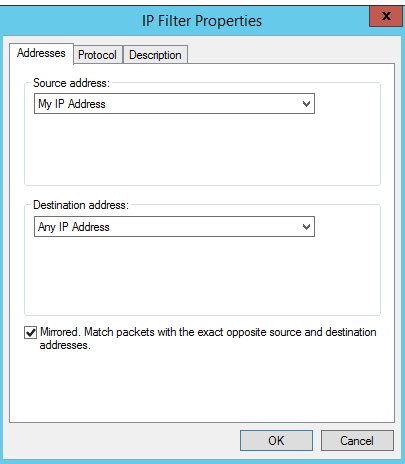 IP Filter Properties
x
Addresses
Protocol
Description
Source address:
My IP Address
Destination address:
Any IP Address
Mirrored. Match packets with the exact opposite source and destination
addresses.
OK
Cancel